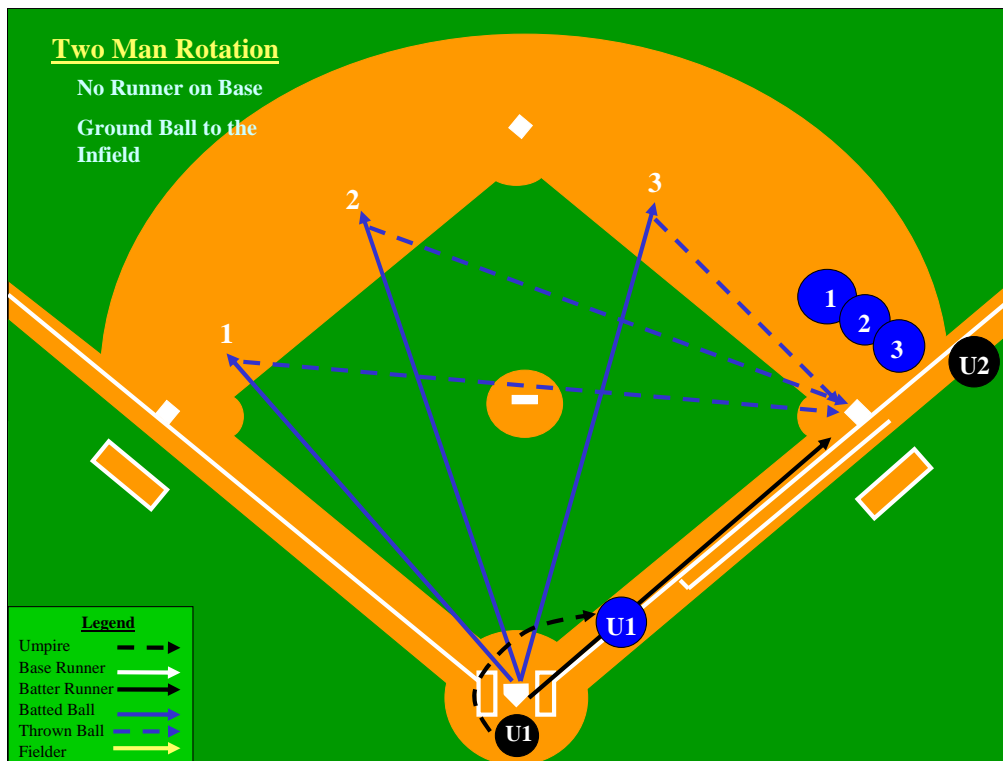 Two Man Rotation
No Runner on Base
Ground Ball to the
Infield
3
2
1
1
2
3
U2
U1
U1
Legend
Umpire
Base Runner
Batter Runner
Batted Ball
Thrown Ball
Fielder